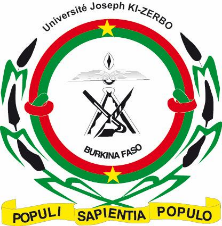 Université Joseph KI-ZERBO
BURKINA FASO
POPULI SAPIENTIA POPULO